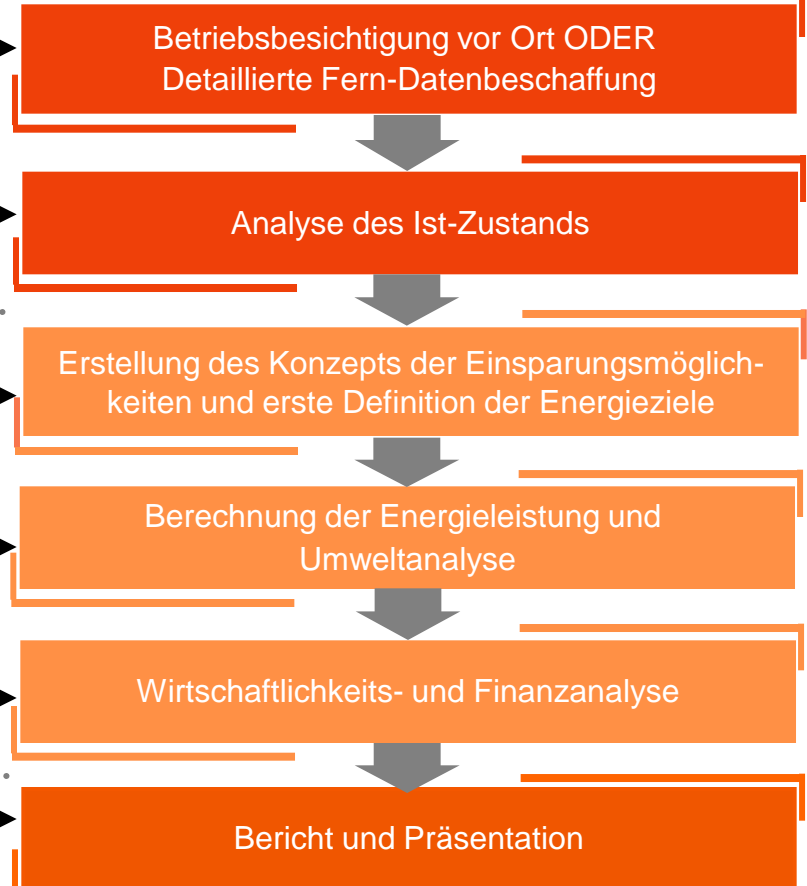 Betriebsbesichtigung vor Ort ODER
Detaillierte Fern-Datenbeschaffung
Analyse des Ist-Zustands
Erstellung des Konzepts der Einsparungsmöglich-
keiten und erste Definition der Energieziele
Berechnung der Energieleistung und
Umweltanalyse
Wirtschaftlichkeits- und Finanzanalyse
Bericht und Präsentation